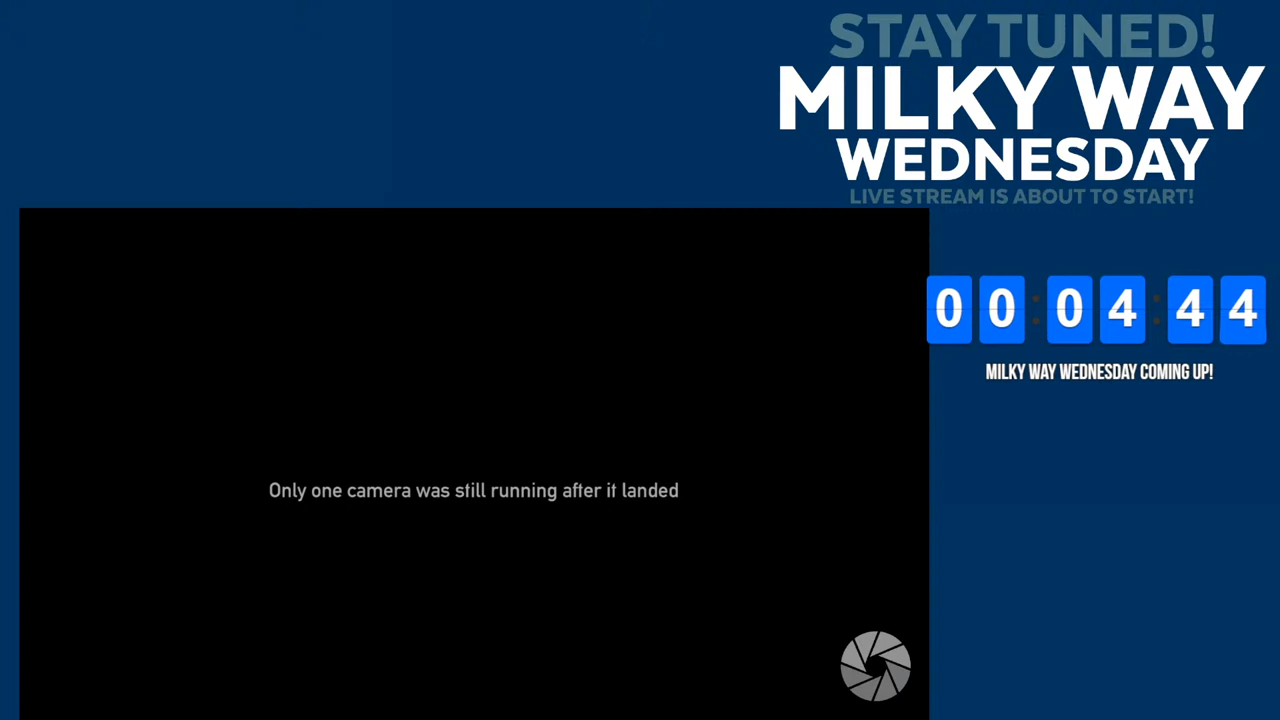 STAY TUNED!
MILKY WAY
WEDNESDAY
LIVE STREAM IS ABOUT TO START!
00:04:44
MILKY WAY WEDNESDAY COMING UP!
Only one camera was still running after it landed